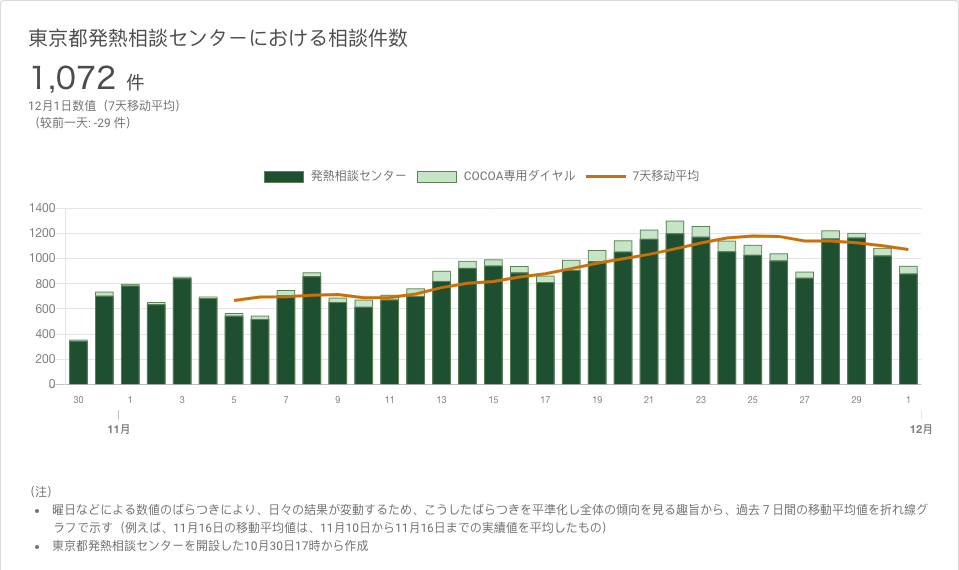 東京都発熱相談センターにおける相談件数
1,072 件
12月1日数值（7天移动平均）
（较前一天: -29 件）
発熱相談センター COCOA専用ダイヤル 7天移动平均
1400
1200
1000
800
600
400
200
0
30 1 3 5 7 9 11 13 15 17 19 21 23 25 27 29 1
11月 12月
（注）
• 曜日などによる数値のばらつきにより、日々の結果が変動するため、こうしたばらつきを平準化し全体の傾向を見る趣旨から、過去７日間の移動平均値を折れ線グ
ラフで示す（例えば、11月16日の移動平均値は、11月10日から11月16日までの実績値を平均したもの）
• 東京都発熱相談センターを開設した10月30日17時から作成